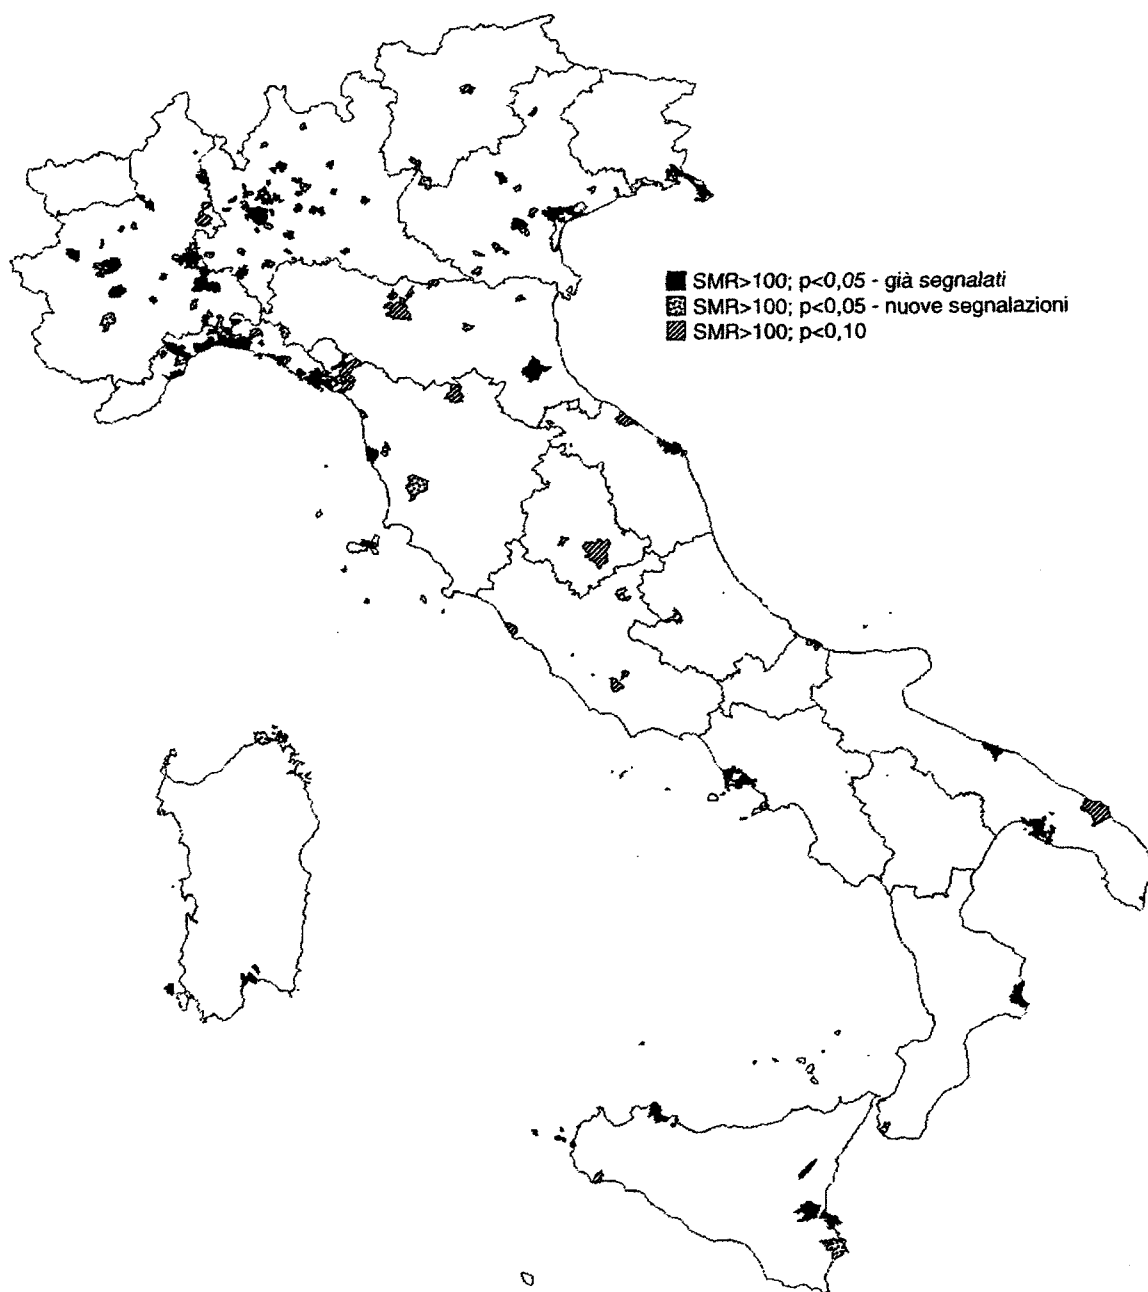 SMR>100; p<0,05 - già segnalati
SMR>100; p<0,05 - nuove segnalazioni
SMR>100; p<0,10